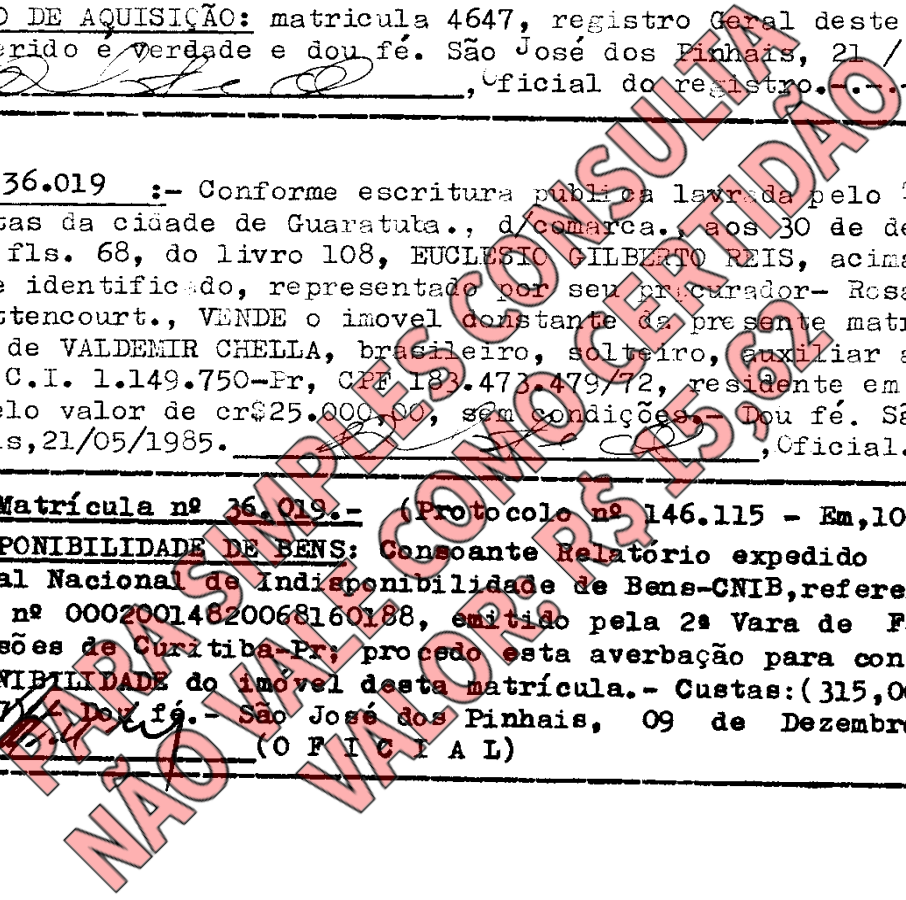 O DE AQUISIÇÃO: matricula 4647, registro Geral deste
erido é verdade e dou fé. São José dos Pinhais, 21 /
,Oficial do registro.-.-.-
36.019 :- Conforme escritura publica lavrada pelo
tas da cidade de Guaratuba., d/comarca., aos 30 de de
fls. 68, do livro 108, EUCLESIO GILBERTO REIS, acima
e identificado, representado por seu procurador- Rosa
ttencourt., VENDE o imovel constante da presente matr
de VALDEMIR CHELLA, brasileiro, solteiro, auxiliar a
C.I. 1.149.750-Pr, CPF 183.473.479/72, residente em
elo valor de cr$25.000,00, sem condições.- Dou fé. Sã
is,21/05/1985. ,Oficial.
Matrícula nº 36.019.- (Protocolo nº 146.115 - Em,10
PONIBILIDADE DE BENS: Consoante Relatório expedido
al Nacional de Indisponibilidade de Bens-CNIB,refere
nº 00020014820068160188, emitido pela 2ª Vara de F
sões de Curitiba-Pr; procedo esta averbação para con
NIBILIDADE do imóvel desta matrícula.- Custas:(315,0
Dou fé.- São José dos Pinhais, 09 de Dezembro
(O F I C I A L)
PARA SIMPLES CONSULTA
NÃO VALE COMO CERTIDÃO
VALOR: R$ 15,62